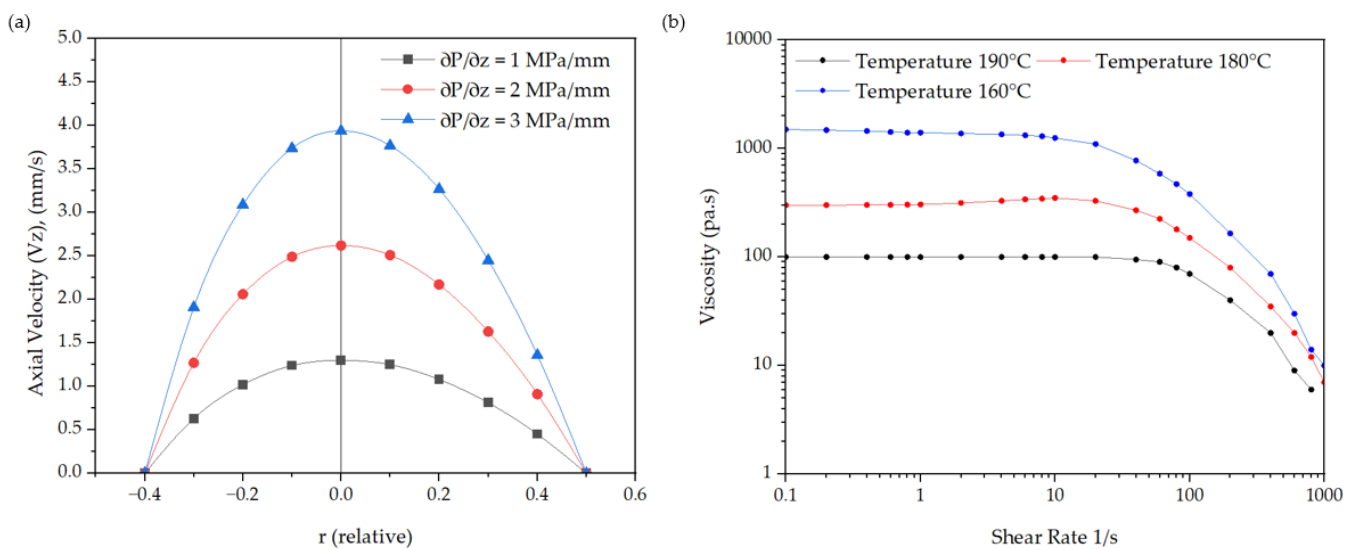 (a)
5.0
4.5
4.0
3.5
3.0
2.5
2.0
1.5
1.0
0.5
0.0
Axial Velocity (Vz), (mm/s)
∂P/∂z = 1 MPa/mm
∂P/∂z = 2 MPa/mm
∂P/∂z = 3 MPa/mm
−0.4
−0.2
0.0
0.2
0.4
0.6
r (relative)
(b)
10000
1000
100
10
1
Viscosity (pa.s)
Temperature 190°C
Temperature 180°C
Temperature 160°C
0.1
1
10
100
1000
Shear Rate 1/s